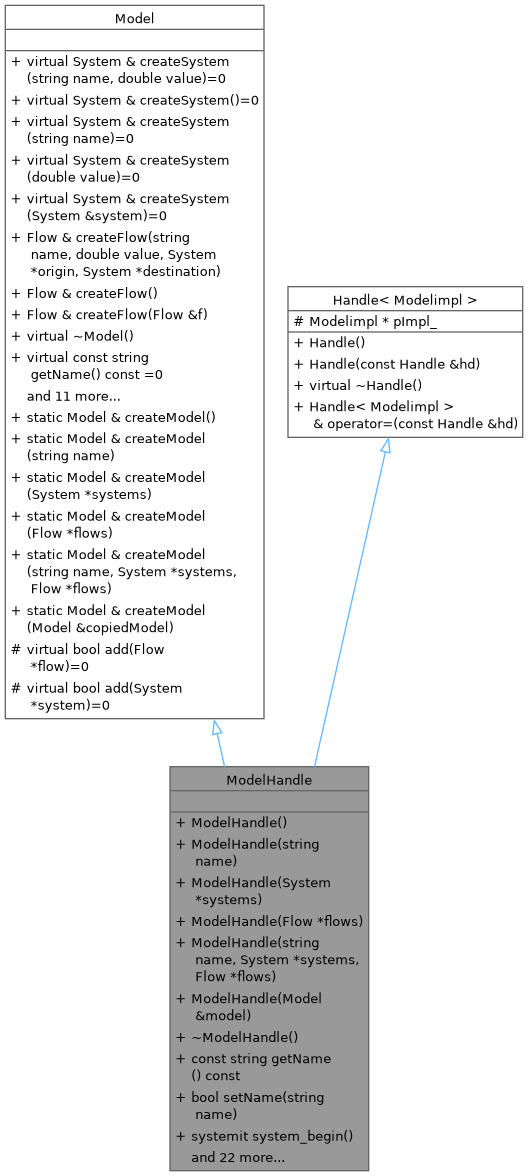 Model
+ virtual System & createSystem
(string name, double value)=0
+ virtual System & createSystem()=0
+ virtual System & createSystem
(string name)=0
+ virtual System & createSystem
(double value)=0
+ virtual System & createSystem
(System &system)=0
+ Flow & createFlow(string
name, double value, System
*origin, System *destination)
+ Flow & createFlow()
+ Flow & createFlow(Flow &f)
+ virtual ~Model()
+ virtual const string
getName() const =0
and 11 more...
+ static Model & createModel()
+ static Model & createModel
(string name)
+ static Model & createModel
(System *systems)
+ static Model & createModel
(Flow *flows)
+ static Model & createModel
(string name, System *systems,
Flow *flows)
+ static Model & createModel
(Model &copiedModel)
# virtual bool add(Flow
*flow)=0
# virtual bool add(System
*system)=0
Handle< Modelimpl >
# Modelimpl * pImpl_
+ Handle()
+ Handle(const Handle &hd)
+ virtual ~Handle()
+ Handle< Modelimpl >
& operator=(const Handle &hd)
ModelHandle
+ ModelHandle()
+ ModelHandle(string
name)
+ ModelHandle(System
*systems)
+ ModelHandle(Flow *flows)
+ ModelHandle(string
name, System *systems,
Flow *flows)
+ ModelHandle(Model
&model)
+ ~ModelHandle()
+ const string getName
() const
+ bool setName(string
name)
+ systemit system_begin()
and 22 more...